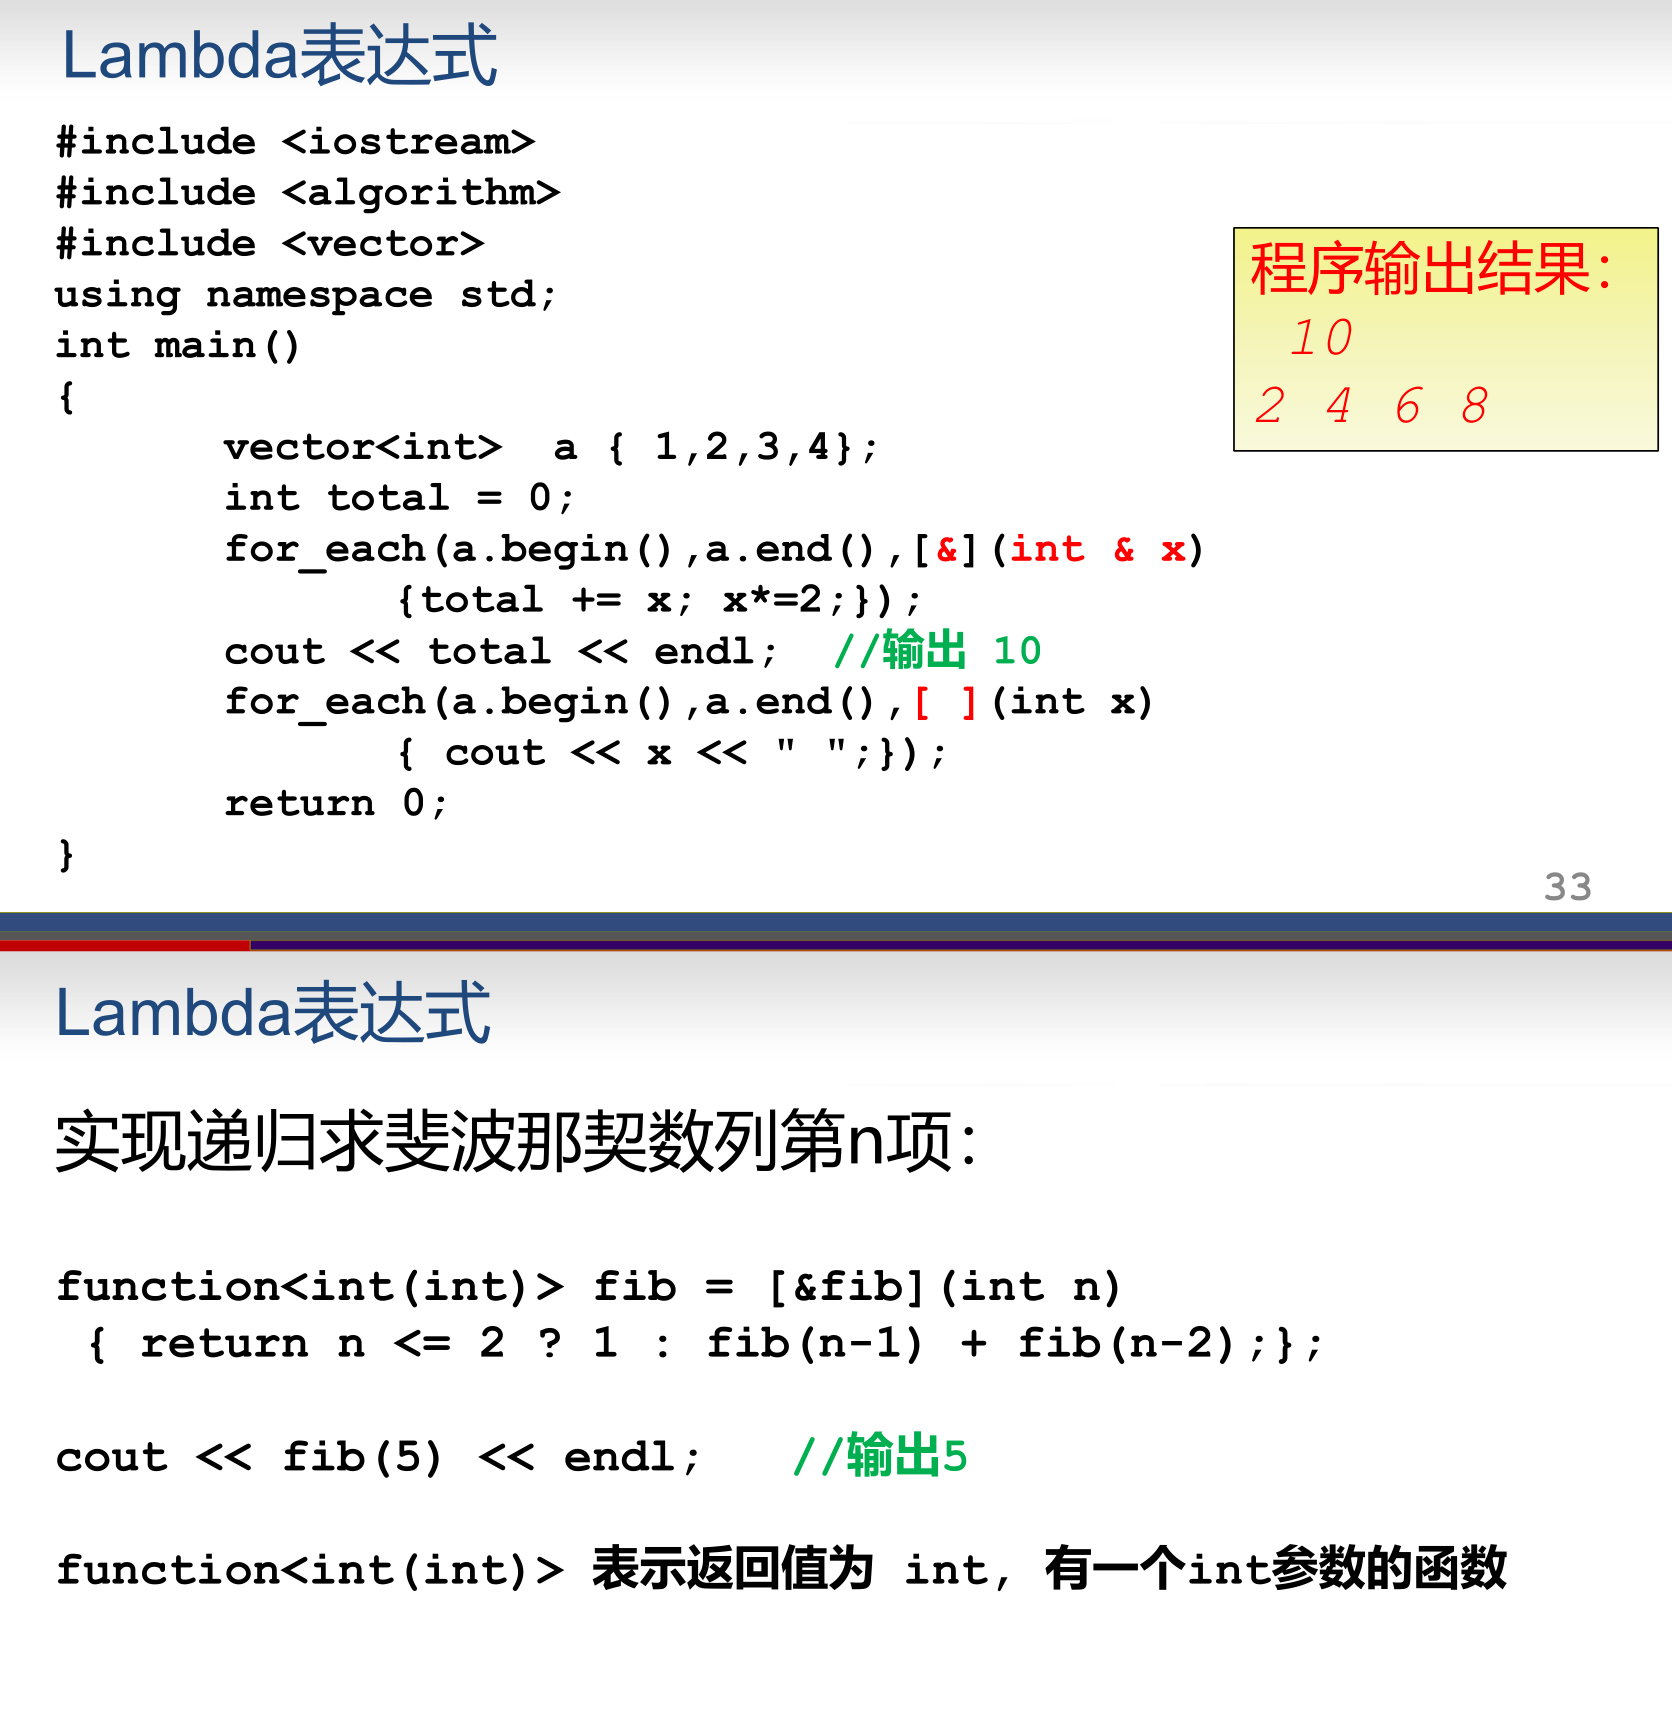 Lambda表达式
#include <iostream>
#include <algorithm>
#include <vector>
using namespace std;
int main()
{
vector<int>  a { 1,2,3,4};
int total = 0;
for_each(a.begin(),a.end(),[&](int & x)
{total += x; x*=2;});
cout << total << endl;  //输出 10
for_each(a.begin(),a.end(),[ ](int x)
{ cout << x << " ";});
return 0;
}
程序输出结果：
10
2 4 6 8
33
Lambda表达式
实现递归求斐波那契数列第n项：
function<int(int)> fib = [&fib](int n)
{ return n <= 2 ? 1 : fib(n-1) + fib(n-2);};
cout << fib(5) << endl;   //输出5
function<int(int)> 表示返回值为 int, 有一个int参数的函数